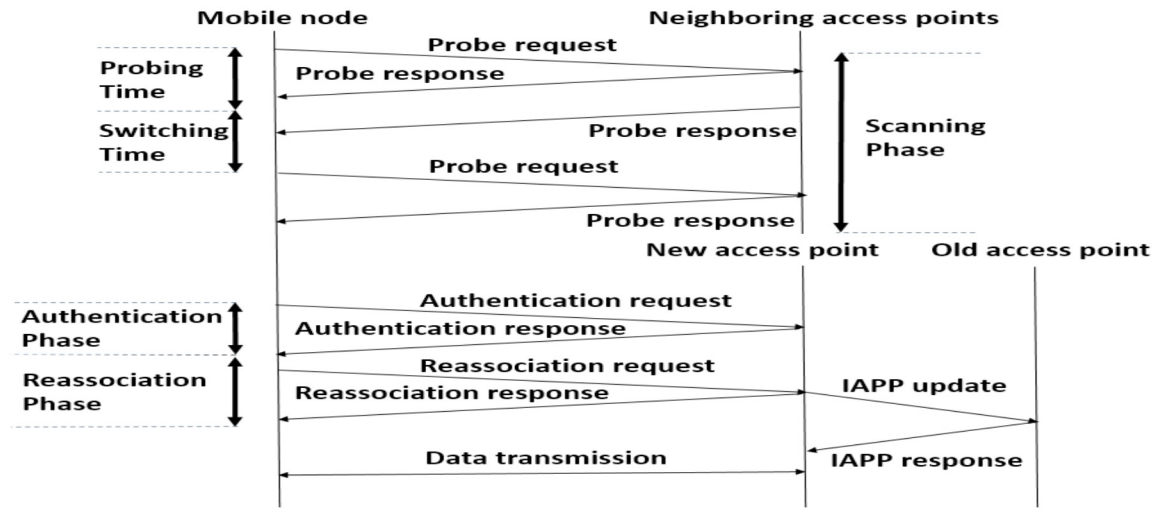 Mobile node
Neighboring access points
Probe request
Probing
Time
Probe response
Switching
Time
Probe response
Scanning
Phase
Probe request
Probe response
New access point
Old access point
Authentication request
Authentication
Phase
Authentication response
Reassociation request
Reassociation
Phase
Reassociation response
IAPP update
Data transmission
IAPP response